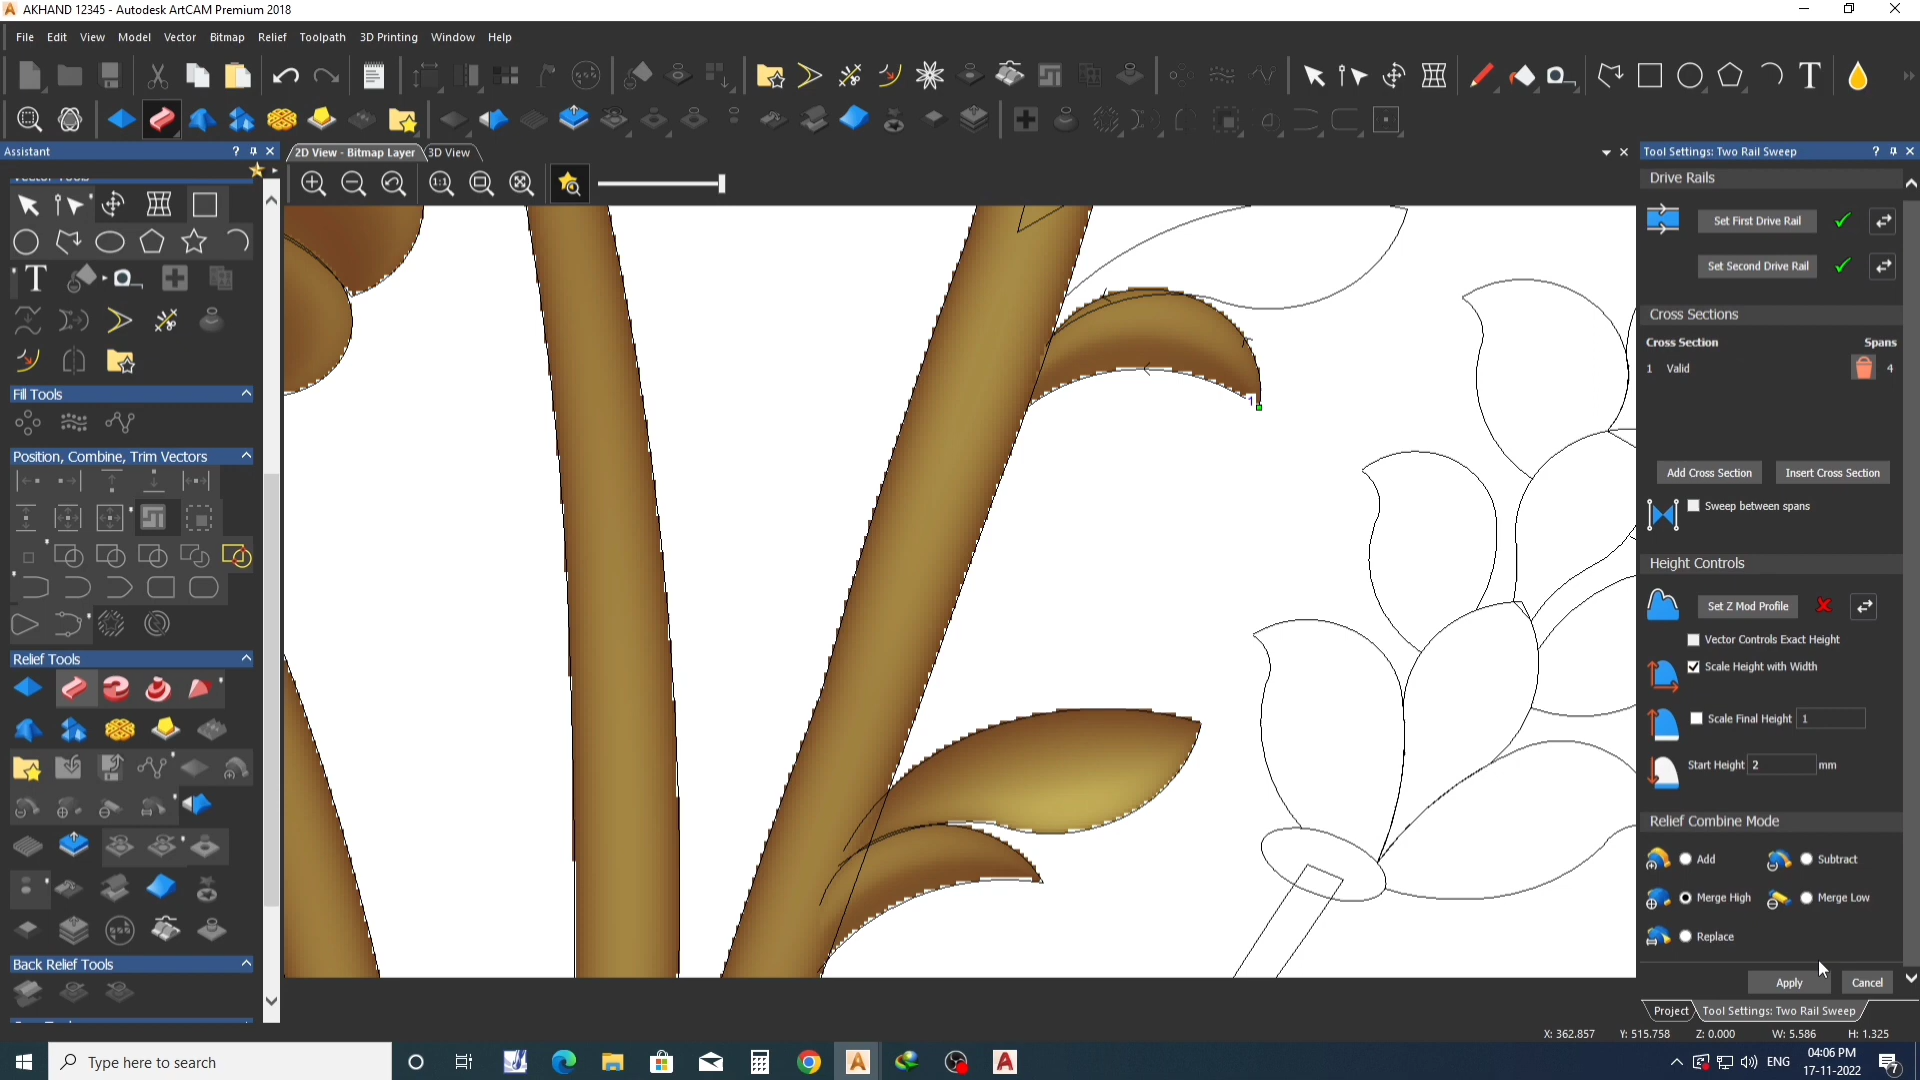 AKHAND 12345 - Autodesk ArtCAM Premium 2018
File Edit View Model Vector Bitmap Relief Toolpath 3D Printing Window Help
Assistant
2D View - Bitmap Layer
3D View
Tool Settings: Two Rail Sweep
Drive Rails
Set First Drive Rail
Set Second Drive Rail
Cross Sections
Cross Section Spans
1 Valid 4
Add Cross Section Insert Cross Section
Sweep between spans
Height Controls
Set Z Mod Profile
Vector Controls Exact Height
Scale Height with Width
Scale Final Height 1
Start Height 2 mm
Relief Combine Mode
Add Subtract
Merge High Merge Low
Replace
Apply Cancel
Project Tool Settings: Two Rail Sweep
Fill Tools
Position, Combine, Trim Vectors
Relief Tools
Back Relief Tools
1
X: 362.857 Y: 515.758 Z: 0.000 W: 5.586 H: 1.325
Type here to search
ENG
04:06 PM
17-11-2022
7